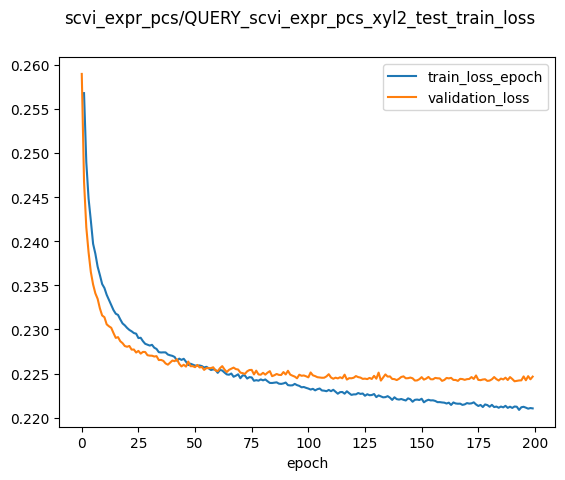 scvi_expr_pcs/QUERY_scvi_expr_pcs_xyl2_test_train_loss
train_loss_epoch
validation_loss
0.260
0.255
0.250
0.245
0.240
0.235
0.230
0.225
0.220
0 25 50 75 100 125 150 175 200
epoch